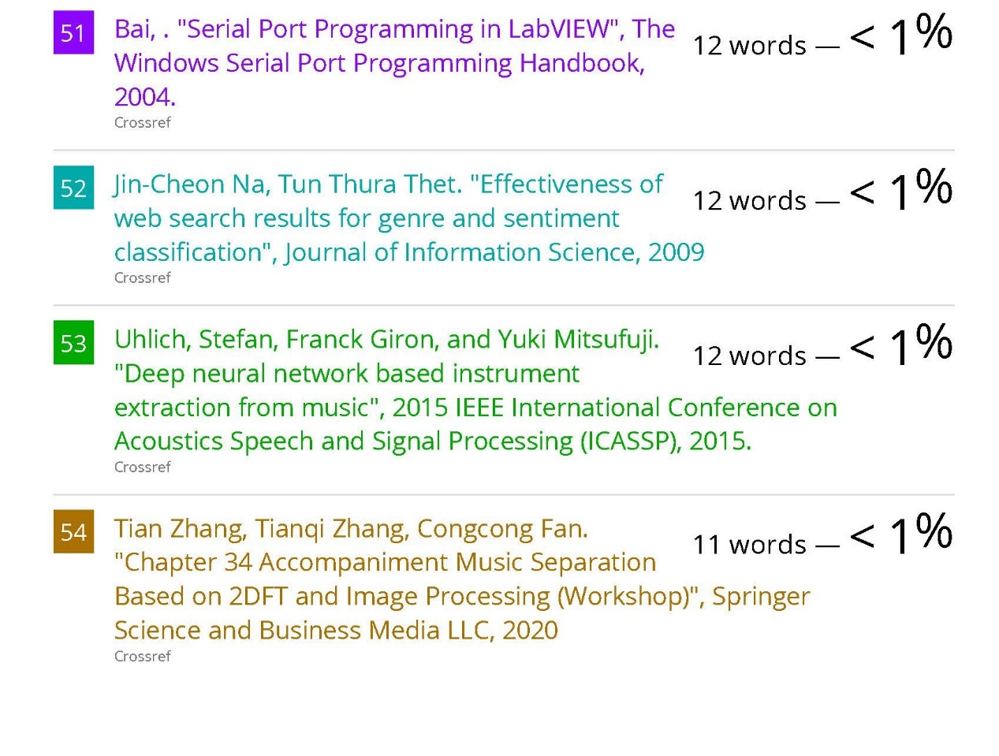 51 Bai, . "Serial Port Programming in LabVIEW", The 12 words — < 1%
Windows Serial Port Programming Handbook,
2004.
Crossref
52 Jin-Cheon Na, Tun Thura Thet. "Effectiveness of 12 words — < 1%
web search results for genre and sentiment
classification", Journal of Information Science, 2009
Crossref
53 Uhlich, Stefan, Franck Giron, and Yuki Mitsufuji. 12 words — < 1%
"Deep neural network based instrument
extraction from music", 2015 IEEE International Conference on
Acoustics Speech and Signal Processing (ICASSP), 2015.
Crossref
54 Tian Zhang, Tianqi Zhang, Congcong Fan. 11 words — < 1%
"Chapter 34 Accompaniment Music Separation
Based on 2DFT and Image Processing (Workshop)", Springer
Science and Business Media LLC, 2020
Crossref